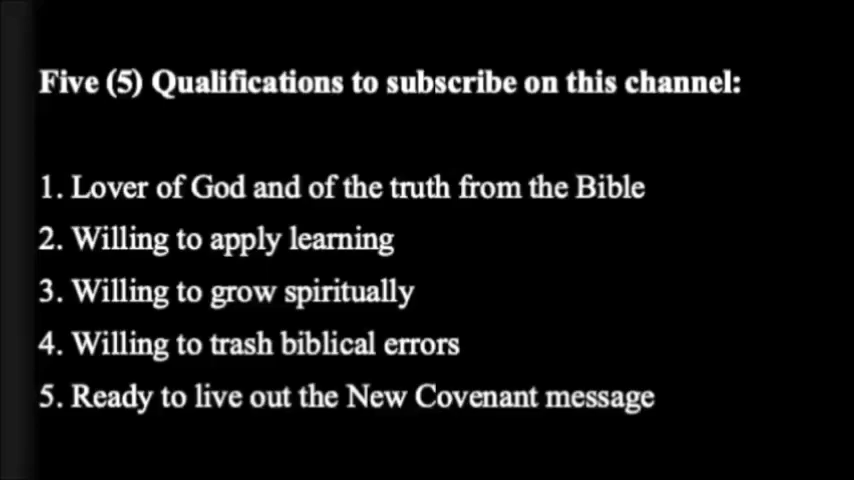 Five (5) Qualifications to subscribe on this channel:
1. Lover of God and of the truth from the Bible
2. Willing to apply learning
3. Willing to grow spiritually
4. Willing to trash biblical errors
5. Ready to live out the New Covenant message